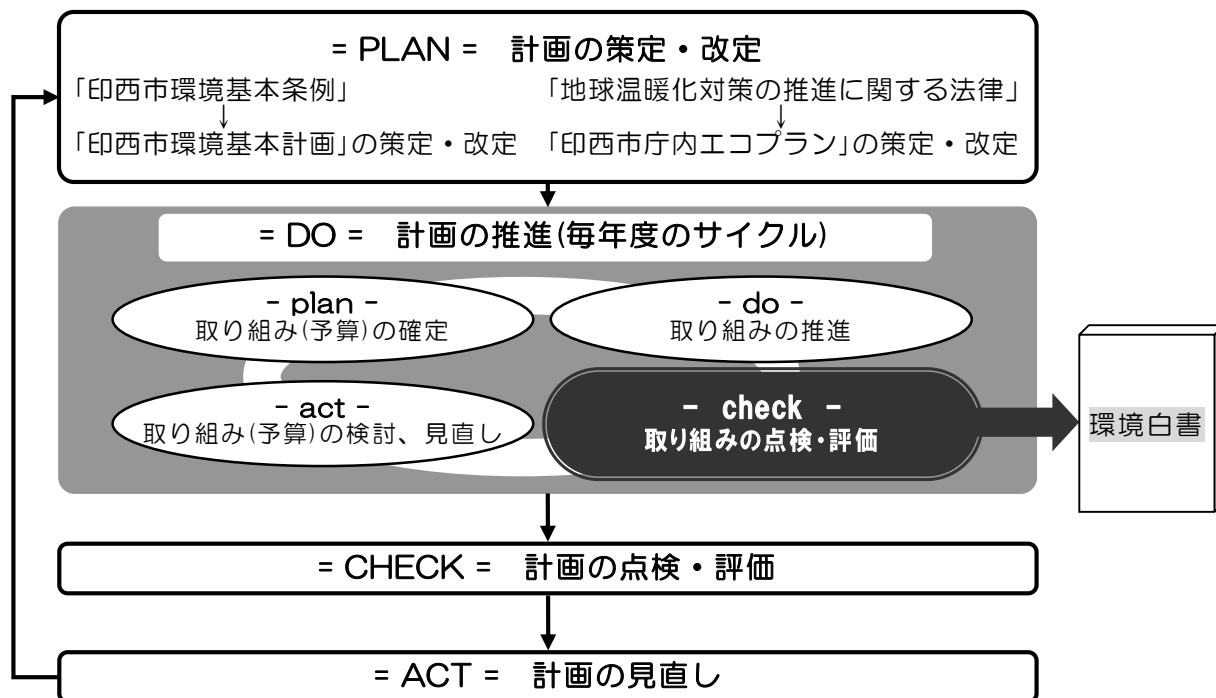 = PLAN =　計画の策定・改定
「印西市環境基本条例」　「地球温暖化対策の推進に関する法律」
↓　↓
「印西市環境基本計画」の策定・改定　「印西市庁内エコプラン」の策定・改定
= DO =　計画の推進(毎年度のサイクル)
- plan -
取り組み(予算)の確定
- do -
取り組みの推進
- act -
取り組み(予算)の検討、見直し
- check -
取り組みの点検・評価
環境白書
= CHECK =　計画の点検・評価
= ACT =　計画の見直し